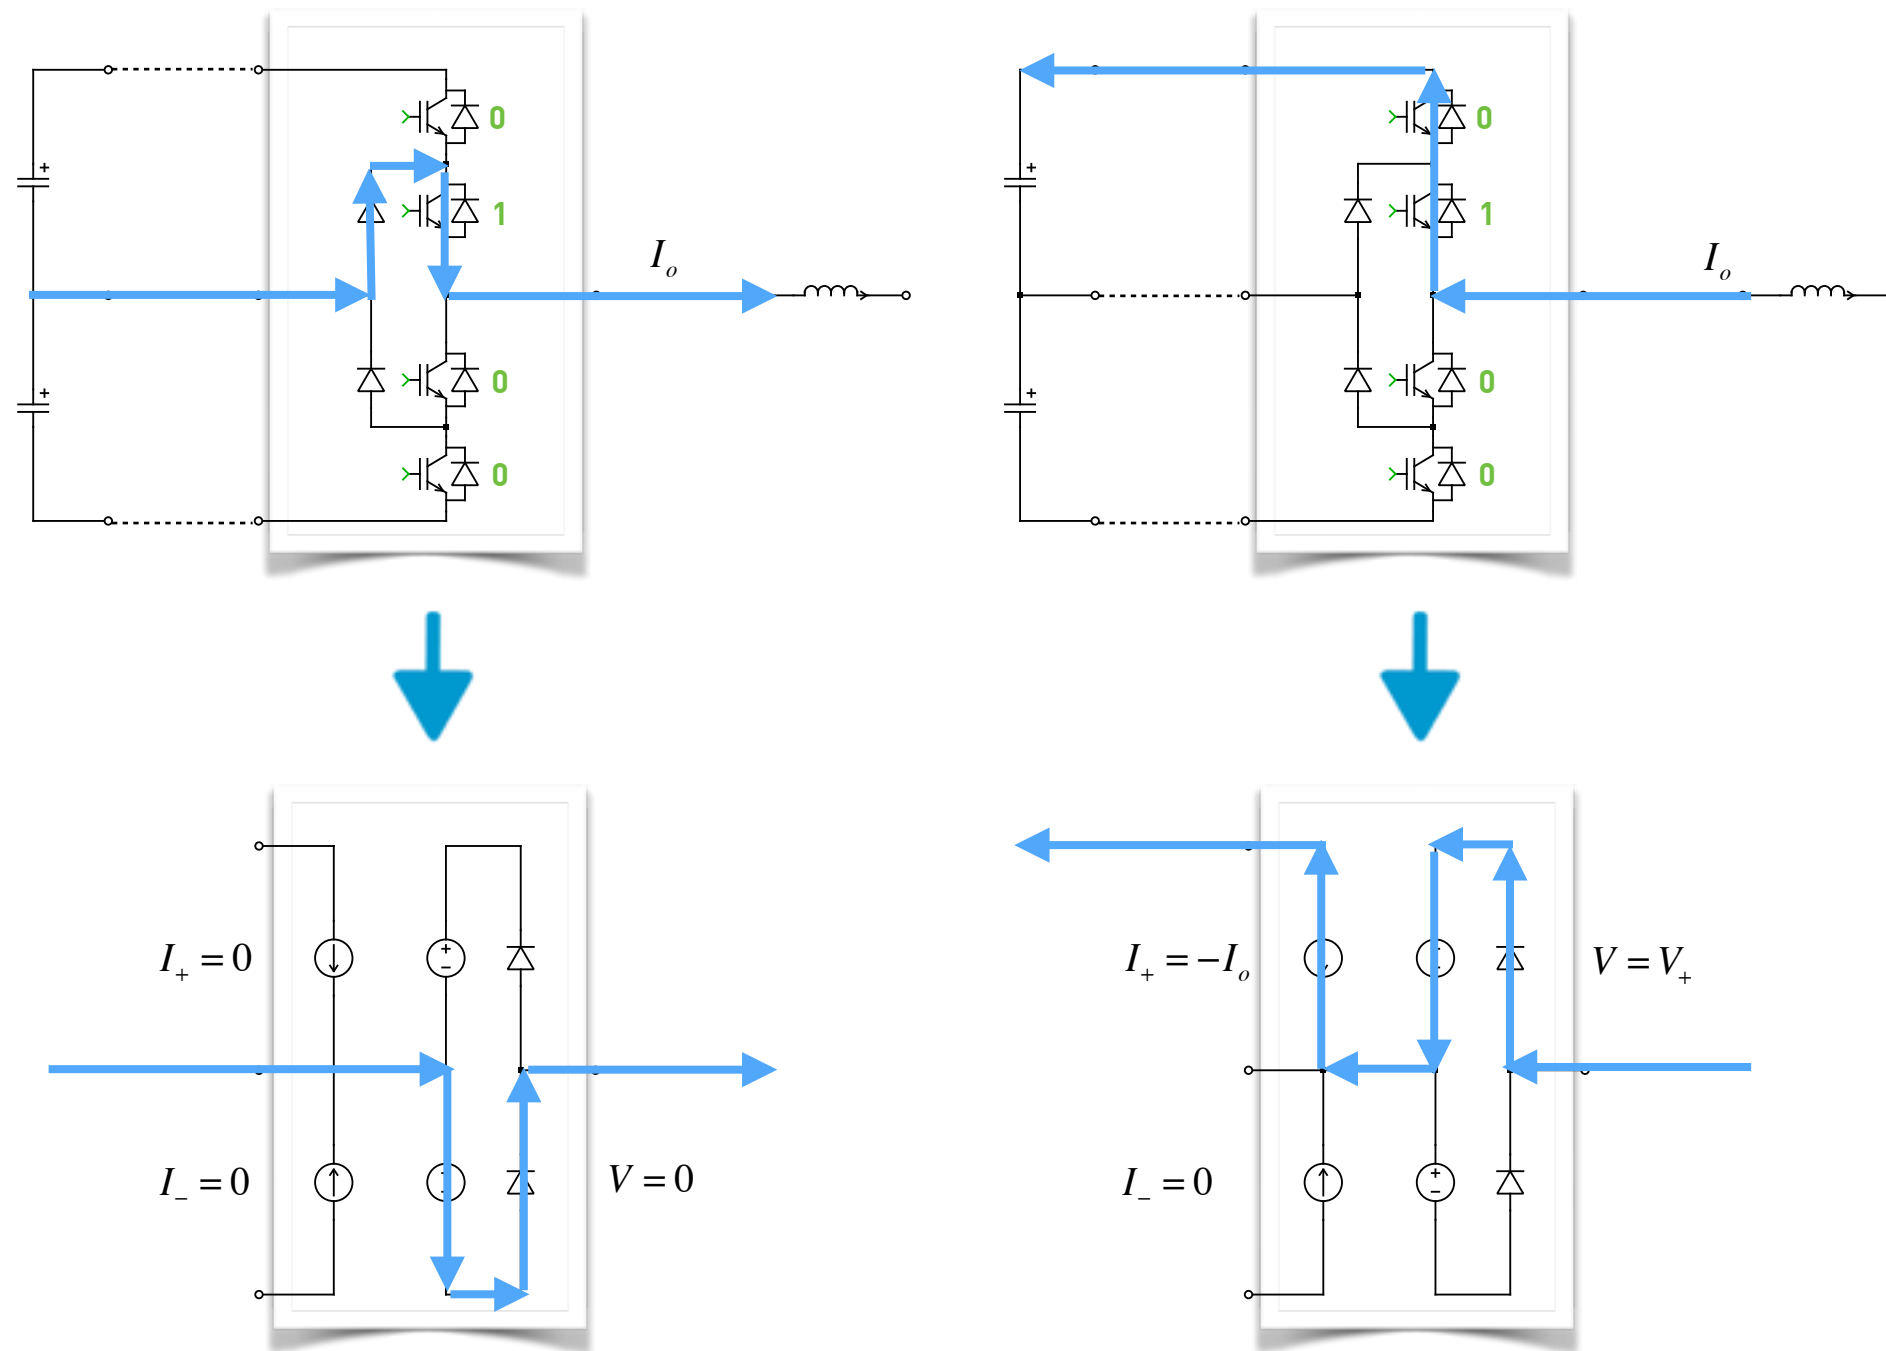 0
1
I_o
0
0
0
1
I_o
0
0
I_+ = 0
I_- = 0
V = 0
I_+ = -I_o
V = V_+
I_- = 0